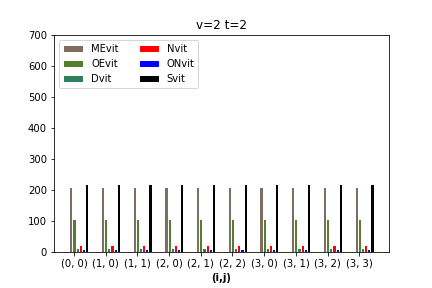 v=2 t=2
700
600
500
400
300
200
100
0
MEvit Nvit
OEvit ONvit
Dvit Svit
(0, 0) (1, 0) (1, 1) (2, 0) (2, 1) (2, 2) (3, 0) (3, 1) (3, 2) (3, 3)
(i,j)